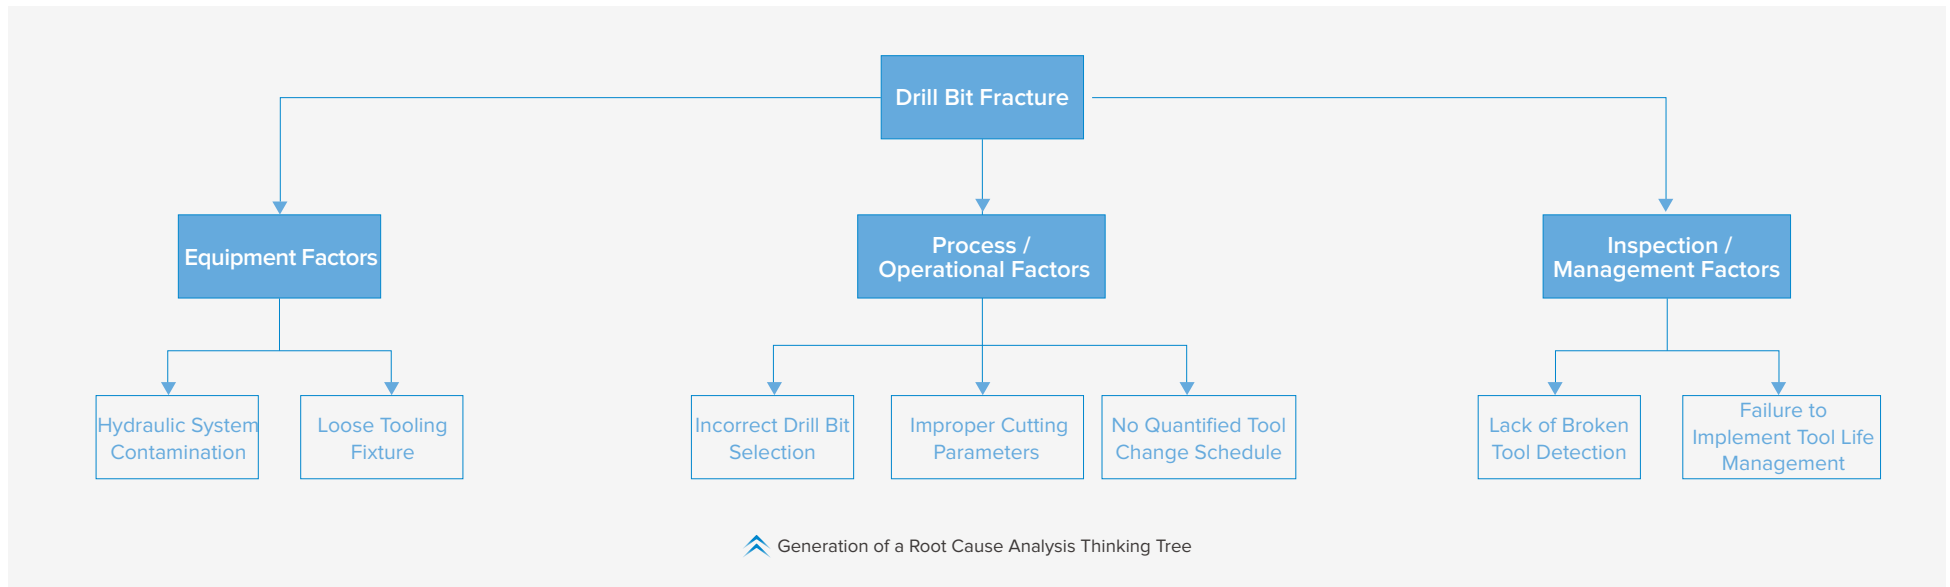 Drill Bit Fracture
Equipment Factors
Process /
Operational Factors
Inspection /
Management Factors
Hydraulic System
Contamination
Loose Tooling
Fixture
Incorrect Drill Bit
Selection
Improper Cutting
Parameters
No Quantified Tool
Change Schedule
Lack of Broken
Tool Detection
Failure to
Implement Tool Life
Management
Generation of a Root Cause Analysis Thinking Tree